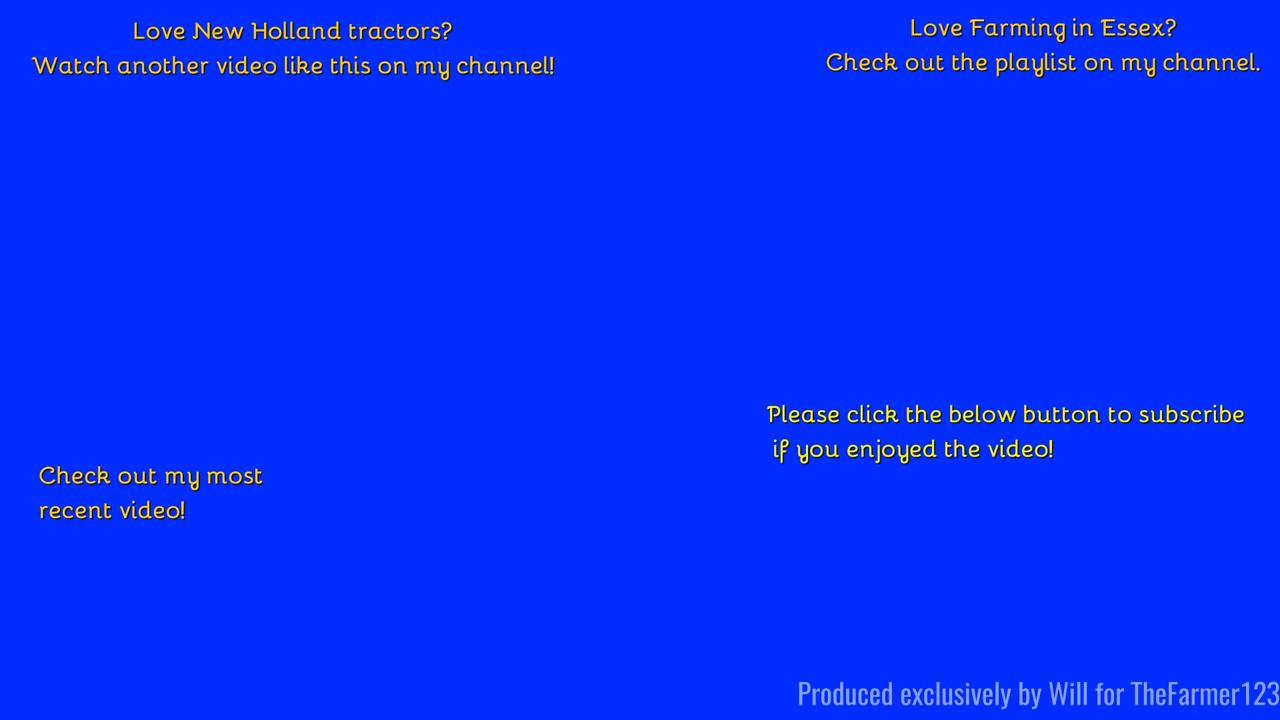 Love New Holland tractors?
Watch another video like this on my channel!
Love Farming in Essex?
Check out the playlist on my channel.
Please click the below button to subscribe
if you enjoyed the video!
Check out my most
recent video!
Produced exclusively by Will for TheFarmer123